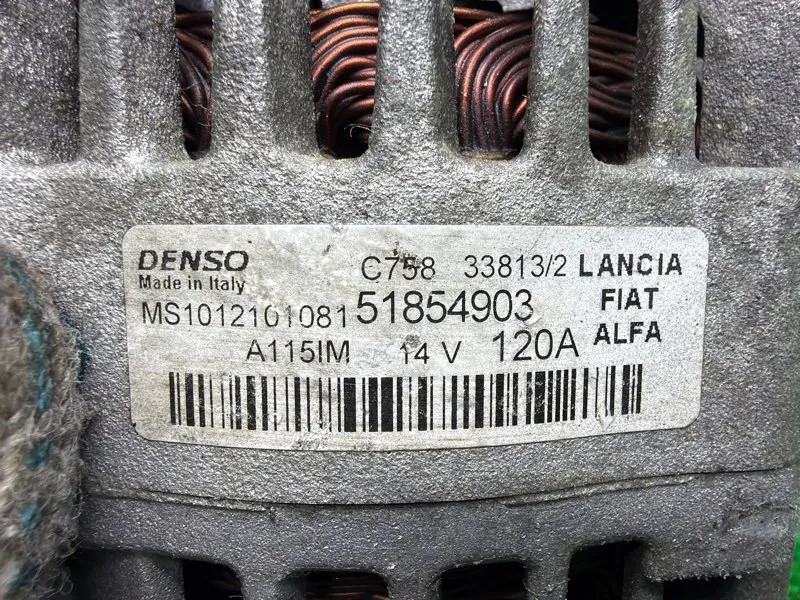 DENSO C758 33813/2 LANCIA
Made in Italy
MS1012101081 51854903 FIAT
A115IM 14 V 120A ALFA